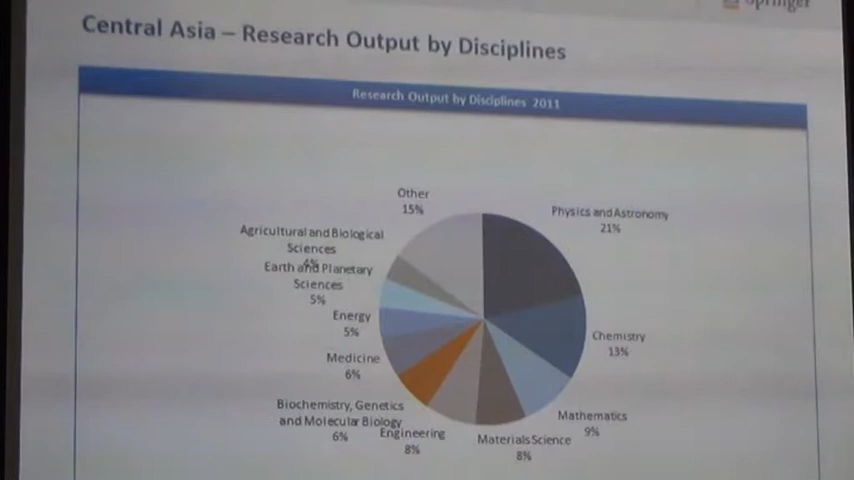 Springer
Central Asia – Research Output by Disciplines
Research Output by Disciplines 2011
Other
15%
Physics and Astronomy
21%
Agricultural and Biological
Sciences
4%
Earth and Planetary
Sciences
5%
Energy
5%
Chemistry
13%
Medicine
6%
Biochemistry, Genetics
and Molecular Biology
6%
Engineering
8%
Materials Science
8%
Mathematics
9%